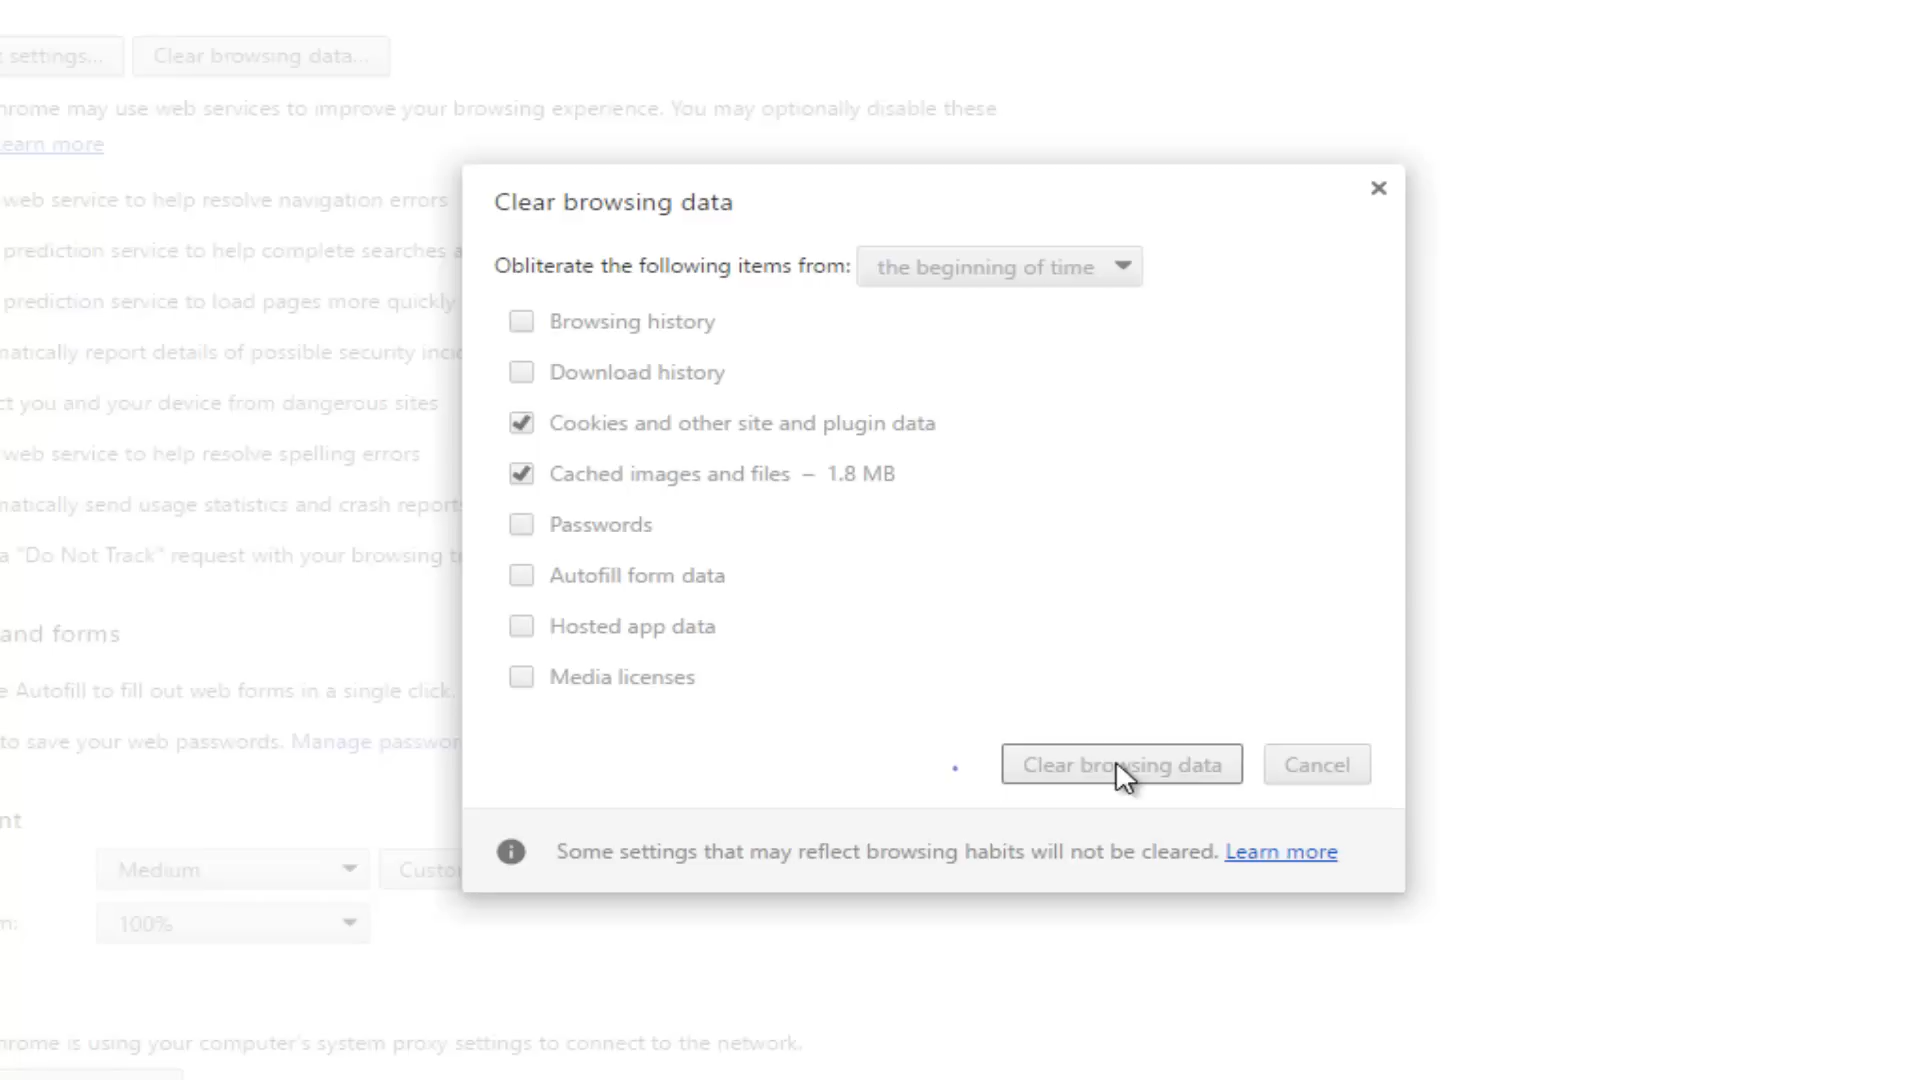 settings...
Clear browsing data...
hrome may use web services to improve your browsing experience. You may optionally disable these
earn more
web service to help resolve navigation errors
prediction service to help complete searches a
prediction service to load pages more quickly
matically report details of possible security inci
ct you and your device from dangerous sites
web service to help resolve spelling errors
matically send usage statistics and crash reports
a "Do Not Track" request with your browsing t
and forms
e Autofill to fill out web forms in a single click.
to save your web passwords. Manage passwor
nt
Medium
Custo
m:
100%
hrome is using your computer's system proxy settings to connect to the network.
Clear browsing data
Obliterate the following items from: the beginning of time
Browsing history
Download history
Cookies and other site and plugin data
Cached images and files – 1.8 MB
Passwords
Autofill form data
Hosted app data
Media licenses
Clear browsing data
Cancel
Some settings that may reflect browsing habits will not be cleared. Learn more